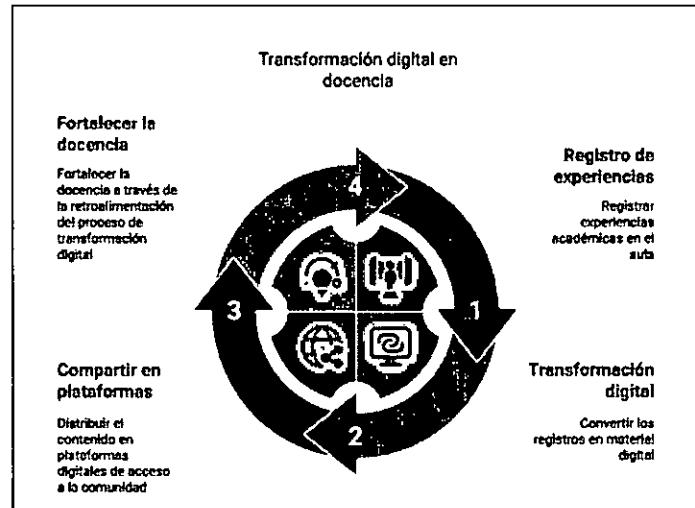 Transformación digital en
docencia
Fortalecer la
docencia
Fortalecer la
docencia a través de
la retroalimentación
del proceso de
transformación
digital
Registro de
experiencias
Registrar
experiencias
académicas en el
aula
4
3
1
2
Compartir en
plataformas
Distribuir el
contenido en
plataformas
digitales de acceso
a la comunidad
Transformación
digital
Convertir los
registros en material
digital